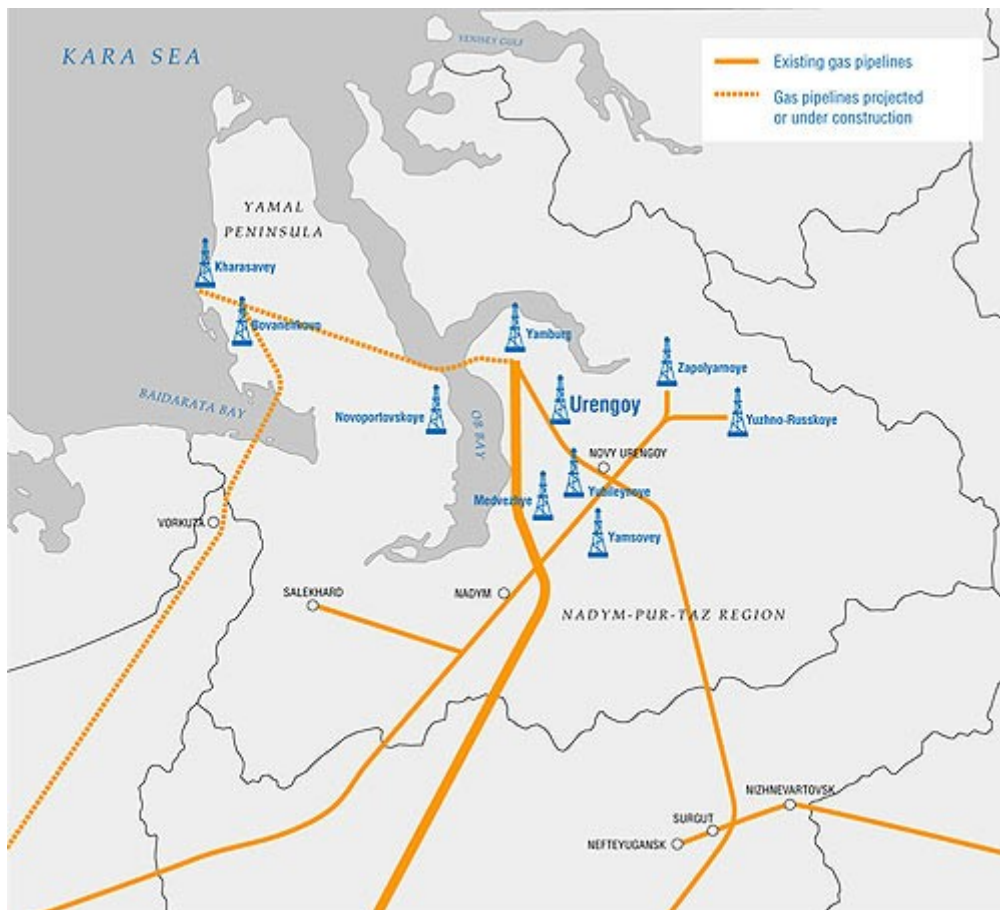 KARA SEA
YENISEY GULF
Existing gas pipelines
Gas pipelines projected
or under construction
YAMAL
PENINSULA
Kharasavey
Bovanenkovo
Yamburg
Zapolyarnoye
BAIDARATA BAY
Novoportovskoye
OB BAY
Urengoy
Yuzhno-Russkoye
NOVY URENGOY
Medvezhye
Yubileynoye
VORKUZA
Yamsovey
SALEKHARD
NADYM
NADYM-PUR-TAZ REGION
NIZHNEVARTOVSK
SURGUT
NEFTEYUGANSK